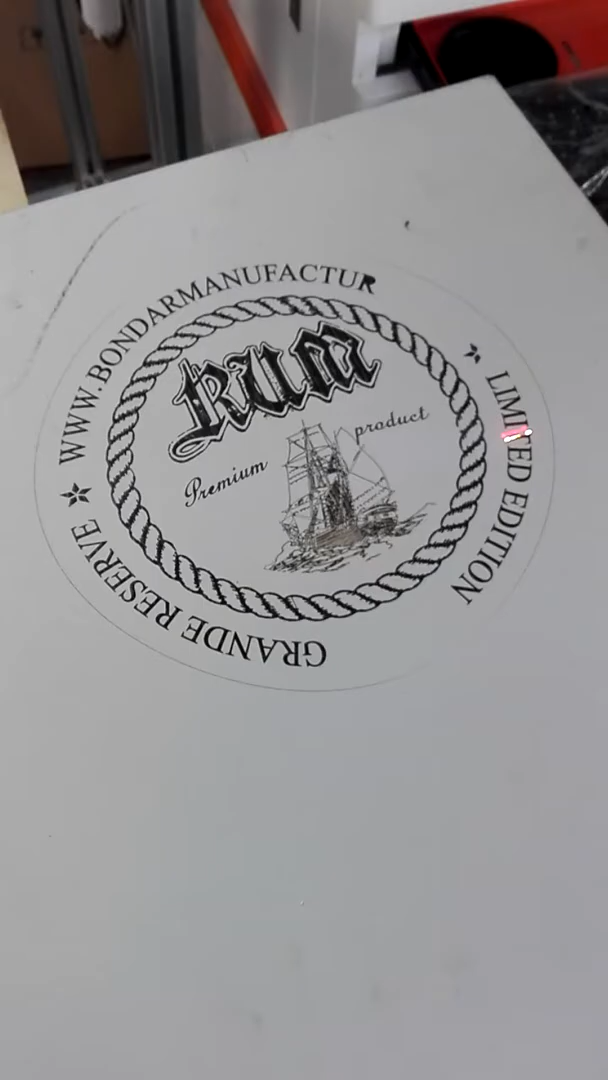 WWW.BONDARMANUFACTUR
LIMITED EDITION
GRANDE RESERVE
RUM
Premium product